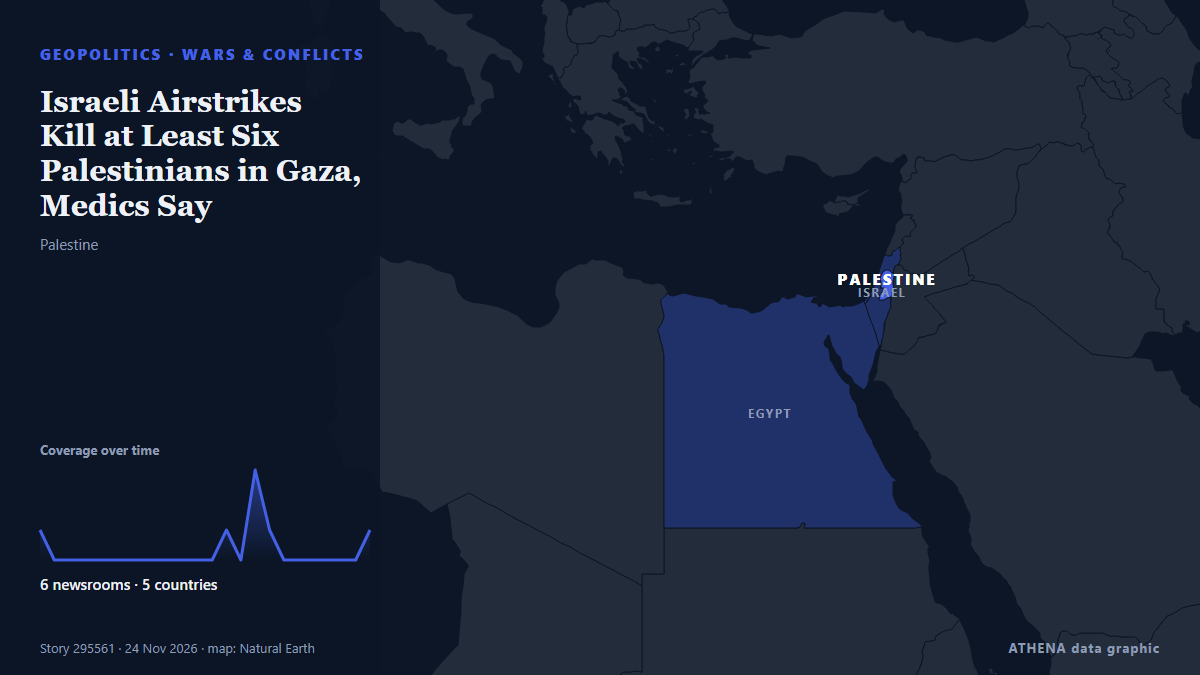 GEOPOLITICS · WARS & CONFLICTS
Israeli Airstrikes
Kill at Least Six
Palestinians in Gaza,
Medics Say
Palestine
PALESTINE
ISRAEL
EGYPT
Coverage over time
6 newsrooms · 5 countries
Story 295561 · 24 Nov 2026 · map: Natural Earth
ATHENA data graphic